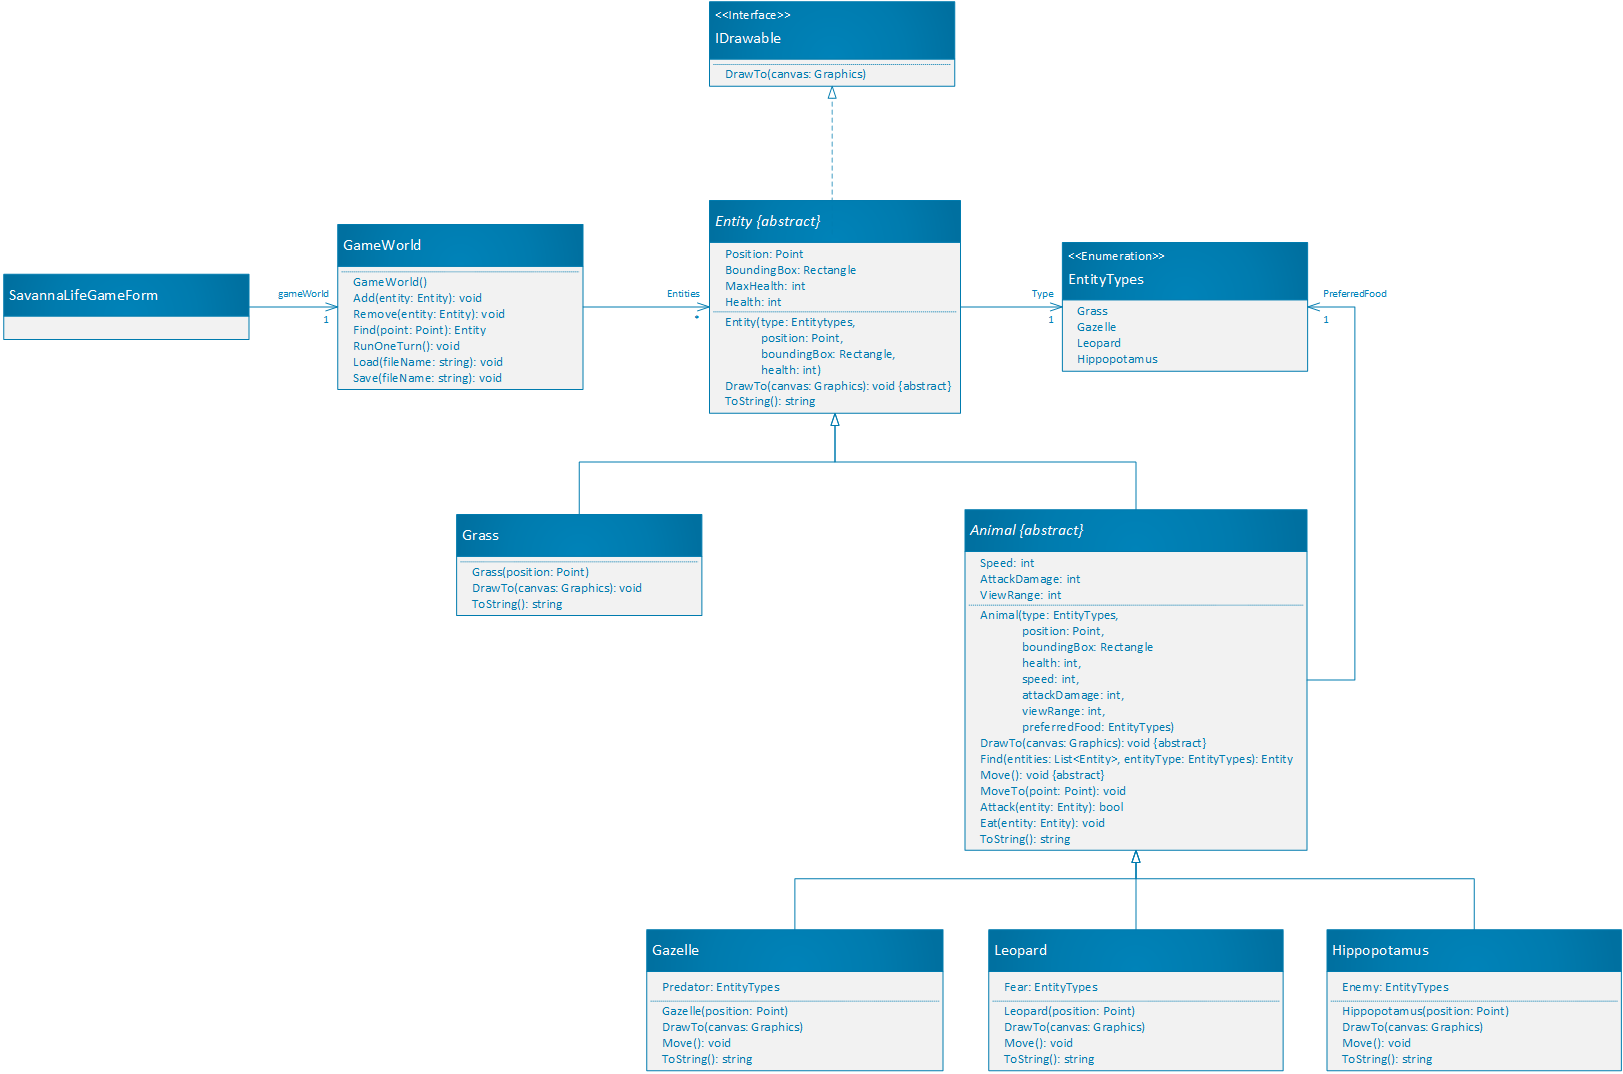 <<Interface>>
IDrawable
DrawTo(canvas: Graphics)
SavannaLifeGameForm
gameWorld
1
GameWorld
GameWorld()
Add(entity: Entity): void
Remove(entity: Entity): void
Find(point: Point): Entity
RunOneTurn(): void
Load(fileName: string): void
Save(fileName: string): void
Entities
*
Entity {abstract}
Position: Point
BoundingBox: Rectangle
MaxHealth: int
Health: int
Entity(type: Entitytypes,
position: Point,
boundingBox: Rectangle,
health: int)
DrawTo(canvas: Graphics): void {abstract}
ToString(): string
Type
1
<<Enumeration>>
EntityTypes
Grass
Gazelle
Leopard
Hippopotamus
PreferredFood
1
Grass
Grass(position: Point)
DrawTo(canvas: Graphics): void
ToString(): string
Animal {abstract}
Speed: int
AttackDamage: int
ViewRange: int
Animal(type: EntityTypes,
position: Point,
boundingBox: Rectangle
health: int,
speed: int,
attackDamage: int,
viewRange: int,
preferredFood: EntityTypes)
DrawTo(canvas: Graphics): void {abstract}
Find(entities: List<Entity>, entityType: EntityTypes): Entity
Move(): void {abstract}
MoveTo(point: Point): void
Attack(entity: Entity): bool
Eat(entity: Entity): void
ToString(): string
Gazelle
Predator: EntityTypes
Gazelle(position: Point)
DrawTo(canvas: Graphics)
Move(): void
ToString(): string
Leopard
Fear: EntityTypes
Leopard(position: Point)
DrawTo(canvas: Graphics)
Move(): void
ToString(): string
Hippopotamus
Enemy: EntityTypes
Hippopotamus(position: Point)
DrawTo(canvas: Graphics)
Move(): void
ToString(): string